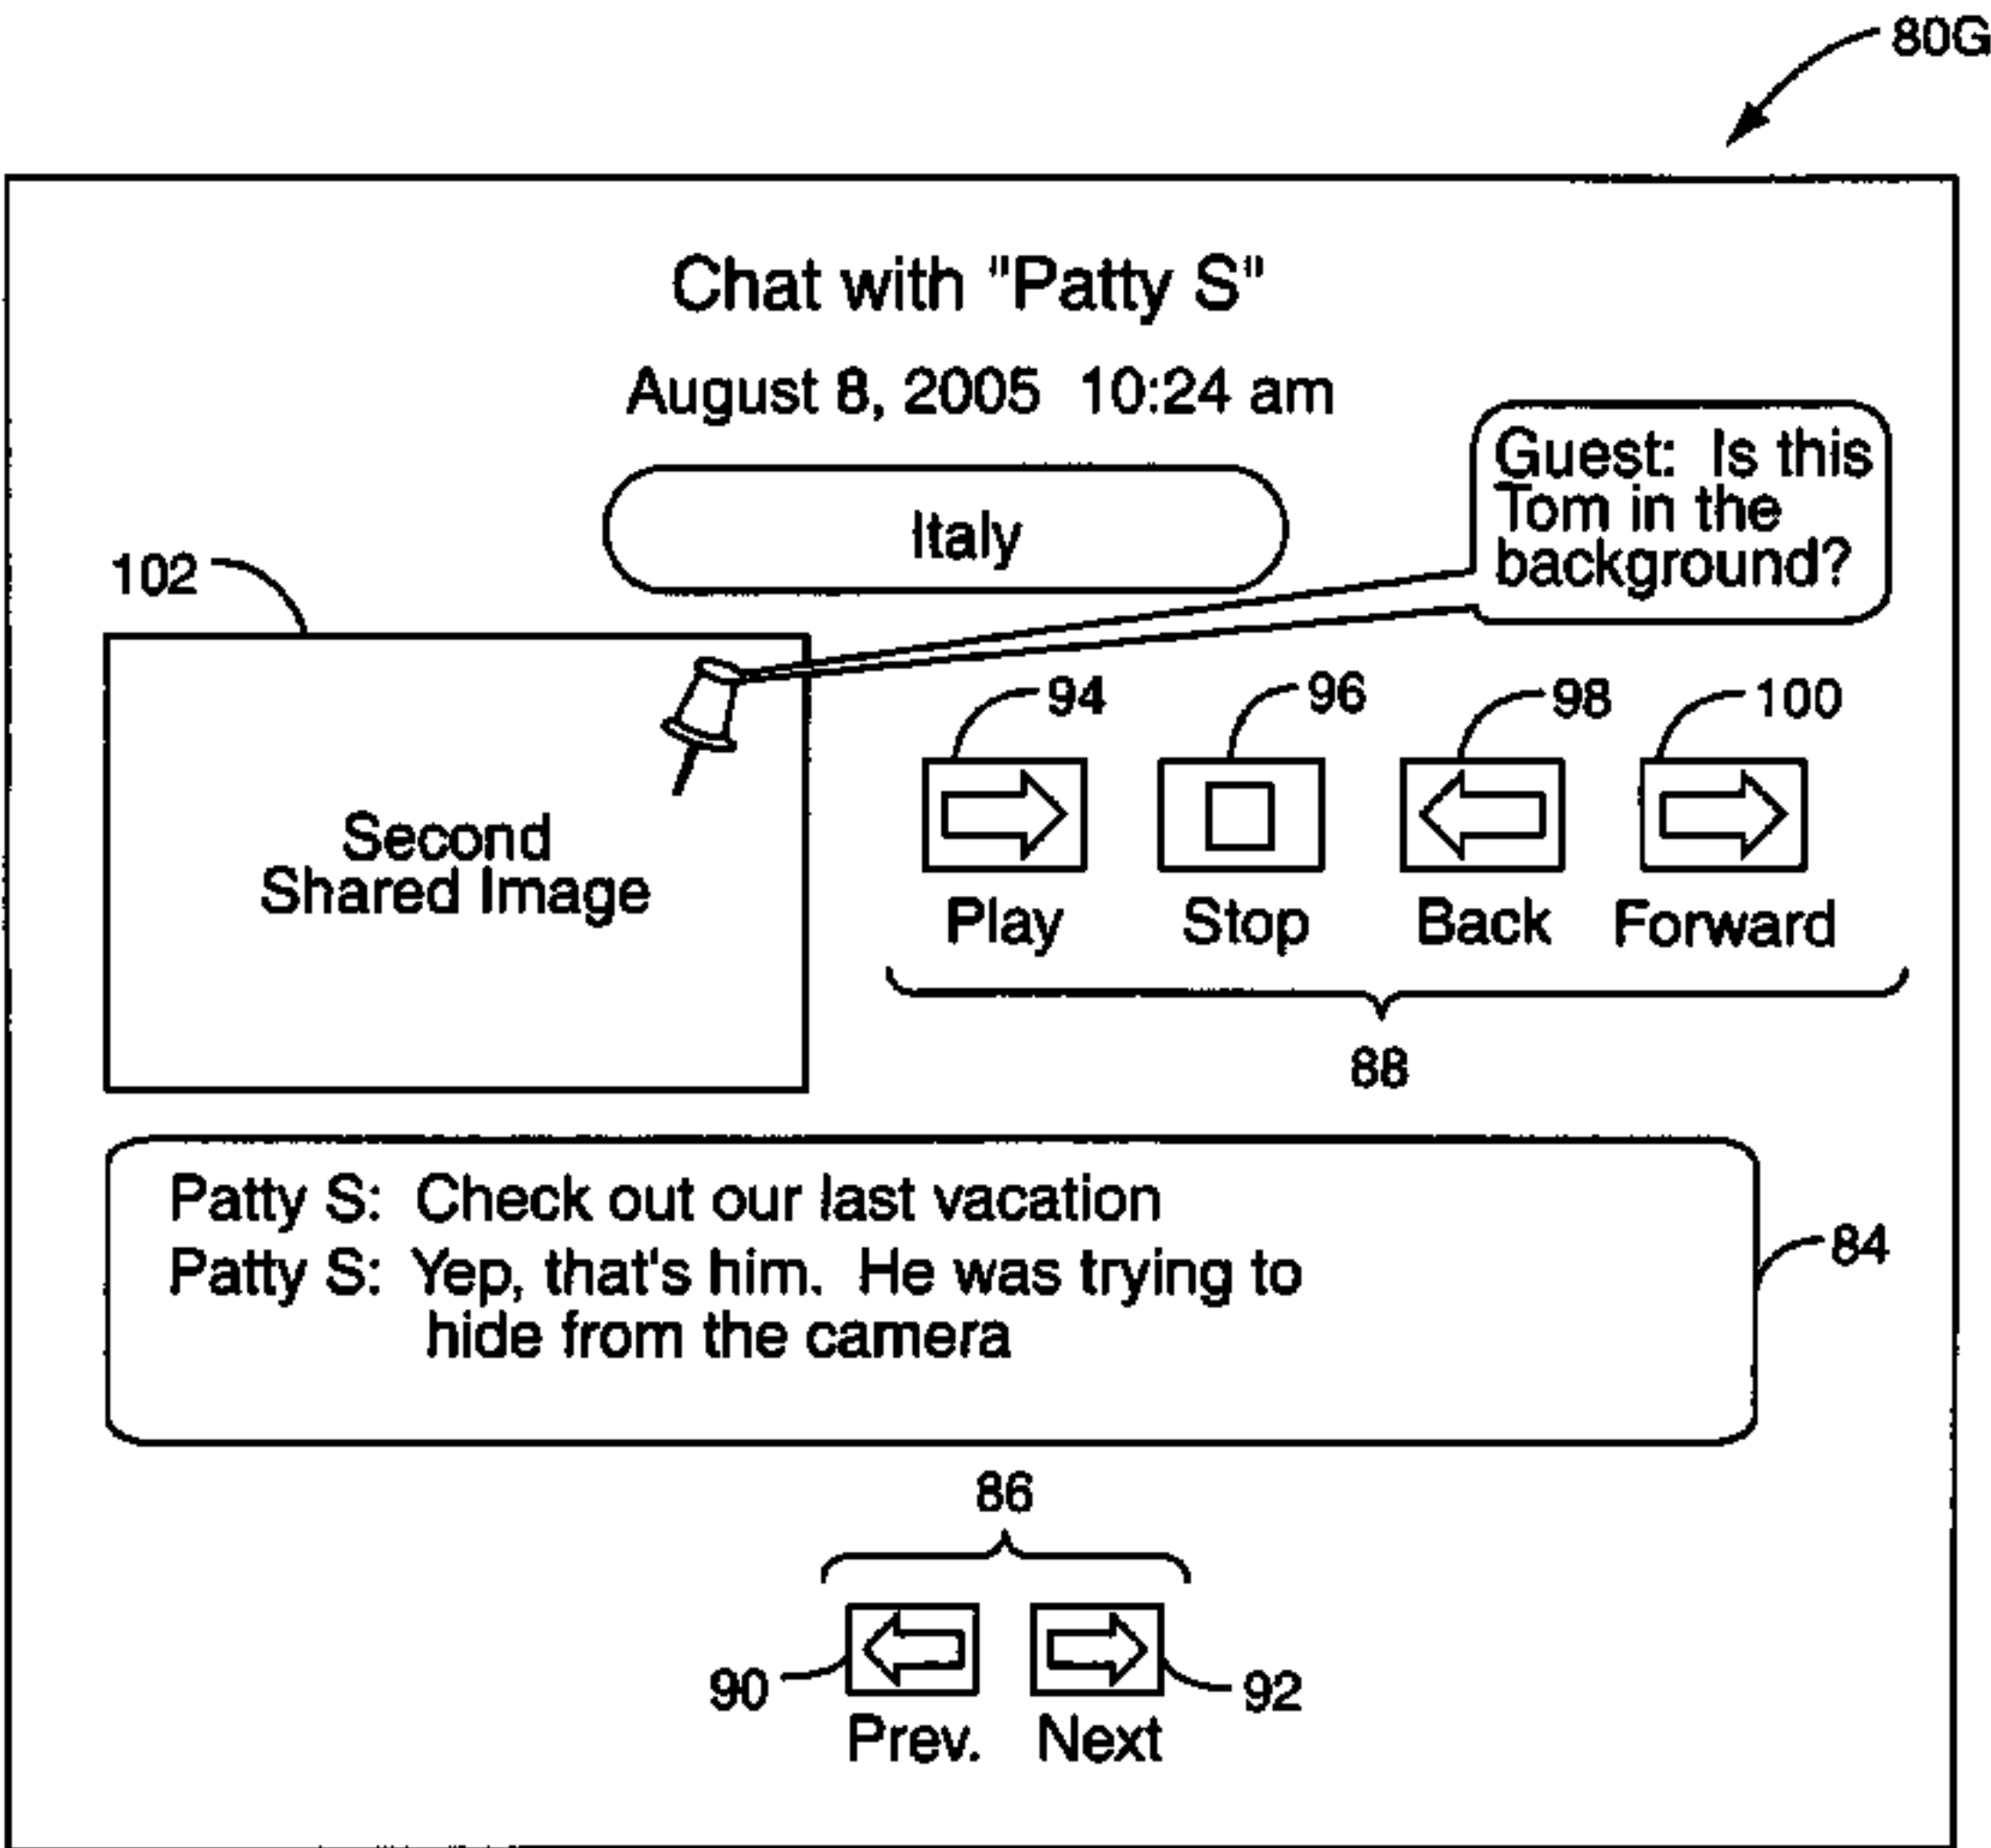 80G
Chat with "Patty S"
August 8, 2005 10:24 am
Guest: Is this
Tom in the
background?
Italy
102
94 96 98 100
Second
Shared Image
Play Stop Back Forward
88
Patty S: Check out our last vacation
Patty S: Yep, that's him. He was trying to
hide from the camera
84
86
90 92
Prev. Next